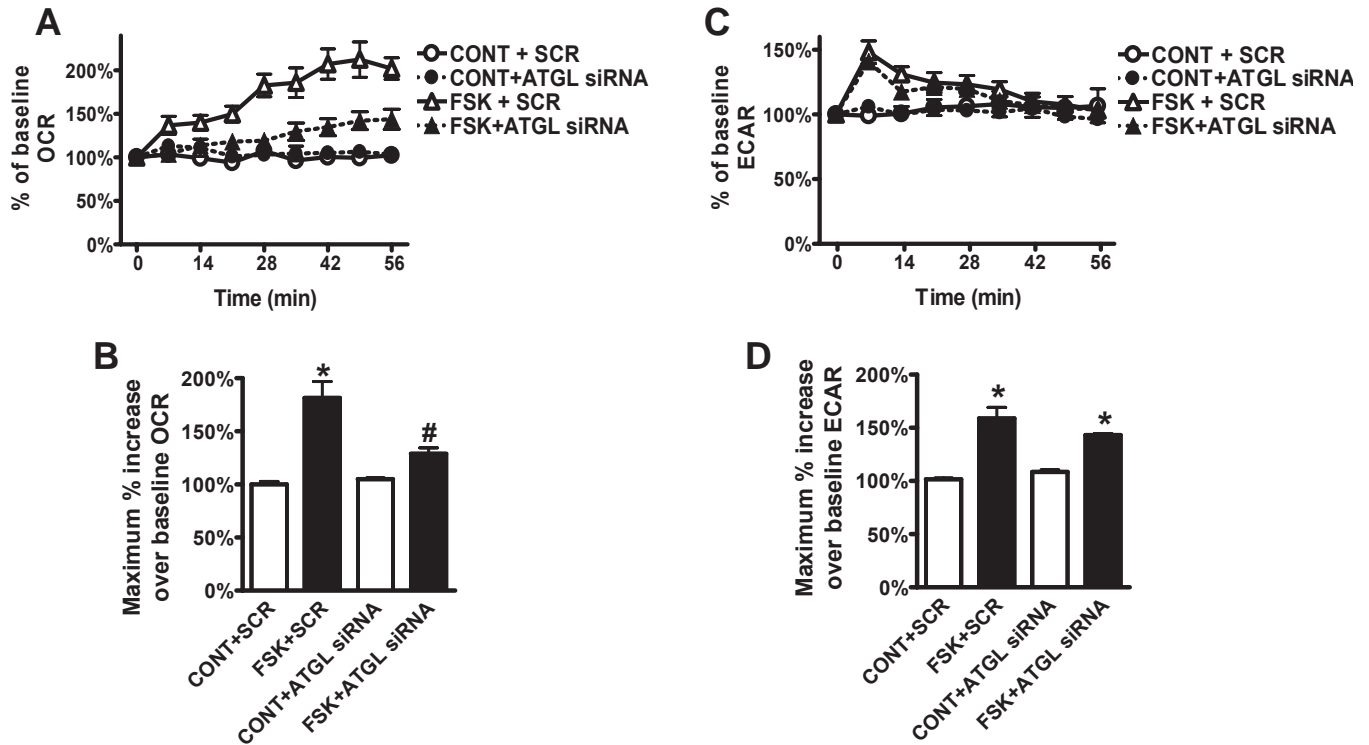 A
% of baseline
OCR
200%
150%
100%
50%
0%
0 14 28 42 56
Time (min)
CONT + SCR
CONT+ATGL siRNA
FSK + SCR
FSK+ATGL siRNA
C
% of baseline
ECAR
150%
100%
50%
0%
0 14 28 42 56
Time (min)
CONT + SCR
CONT+ATGL siRNA
FSK + SCR
FSK+ATGL siRNA
B
Maximum % increase
over baseline OCR
200%
150%
100%
50%
0%
*
#
CONT+SCR
FSK+SCR
CONT+ATGL siRNA
FSK+ATGL siRNA
D
Maximum % increase
over baseline ECAR
200%
150%
100%
50%
0%
*
*
CONT+SCR
FSK+SCR
CONT+ATGL siRNA
FSK+ATGL siRNA